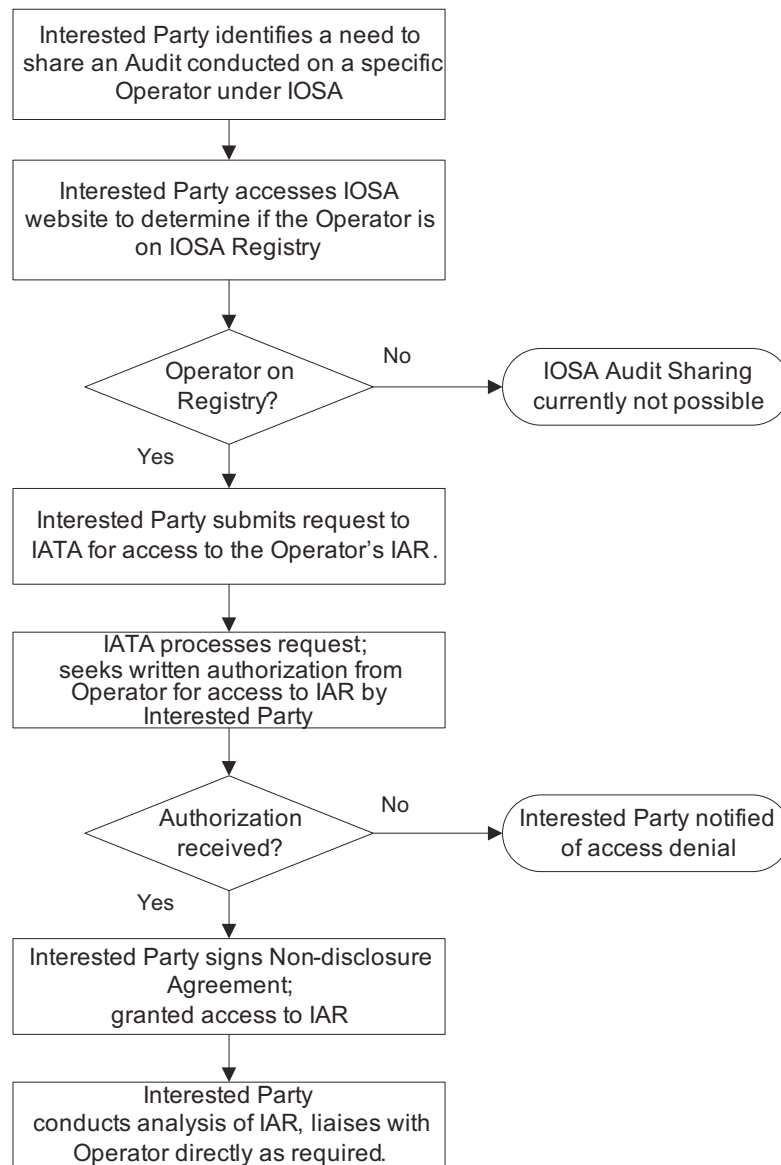 Interested Party identifies a need to
share an Audit conducted on a specific
Operator under IOSA
Interested Party accesses IOSA
website to determine if the Operator is
on IOSA Registry
Operator on
Registry?
No
IOSA Audit Sharing
currently not possible
Yes
Interested Party submits request to
IATA for access to the Operator’s IAR.
IATA processes request;
seeks written authorization from
Operator for access to IAR by
Interested Party
Authorization
received?
No
Interested Party notified
of access denial
Yes
Interested Party signs Non-disclosure
Agreement;
granted access to IAR
Interested Party
conducts analysis of IAR, liaises with
Operator directly as required.